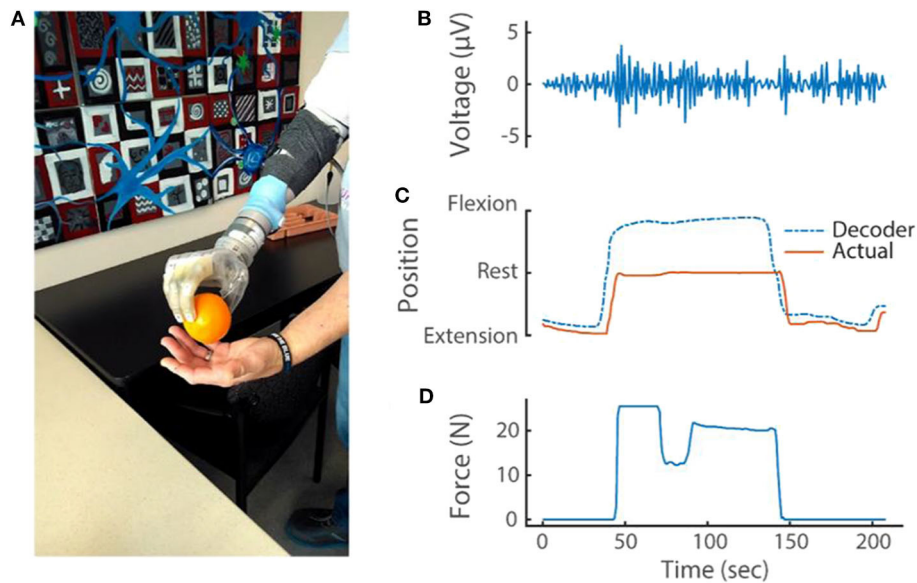 A
B
Voltage (μV)
5
0
-5
C
Position
Flexion
Rest
Extension
Decoder
Actual
D
Force (N)
20
10
0
0 50 100 150 200
Time (sec)